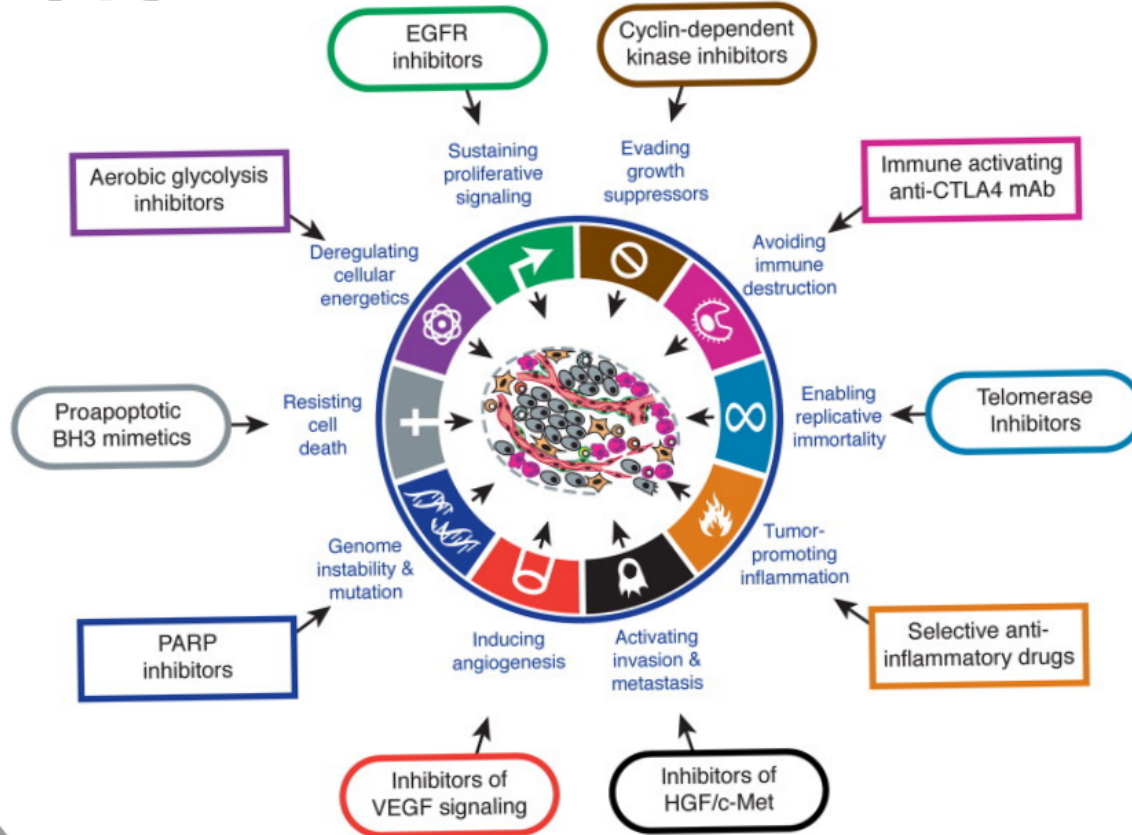 EGFR
inhibitors
Cyclin-dependent
kinase inhibitors
Sustaining
proliferative
signaling
Evading
growth
suppressors
Aerobic glycolysis
inhibitors
Immune activating
anti-CTLA4 mAb
Deregulating
cellular
energetics
Avoiding
immune
destruction
Proapoptotic
BH3 mimetics
Resisting
cell
death
Enabling
replicative
immortality
Telomerase
Inhibitors
Genome
instability &
mutation
Tumor-
promoting
inflammation
PARP
inhibitors
Inducing
angiogenesis
Activating
invasion &
metastasis
Selective anti-
inflammatory drugs
Inhibitors of
VEGF signaling
Inhibitors of
HGF/c-Met